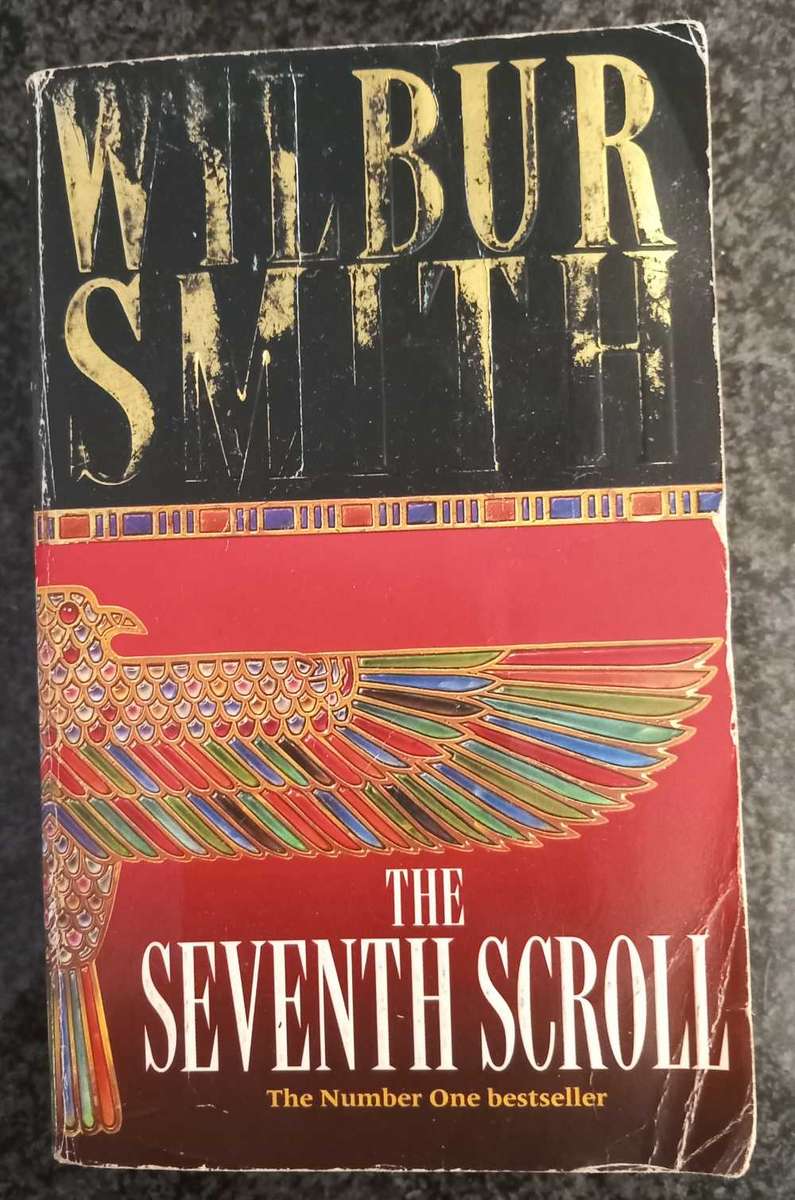 WILBUR
SMITH
THE
SEVENTH SCROLL
The Number One bestseller